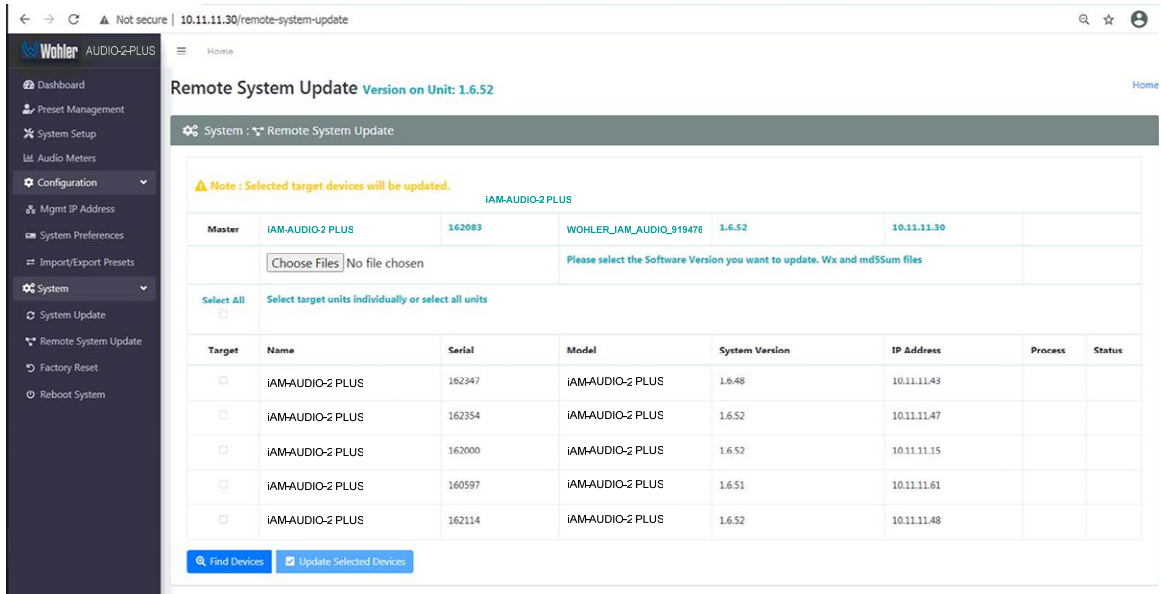 Not secure | 10.11.11.30/remote-system-update
Wohler AUDIO-2-PLUS
Home
Dashboard
Preset Management
System Setup
Audio Meters
Configuration
Mgmt IP Address
System Preferences
Import/Export Presets
System
System Update
Remote System Update
Factory Reset
Reboot System
Remote System Update Version on Unit: 1.6.52
Home
System : Remote System Update
Note : Selected target devices will be updated.
iAM-AUDIO-2 PLUS
Master iAM-AUDIO-2 PLUS 162083 WOHLER_IAM_AUDIO_919476 1.6.52 10.11.11.30
Choose Files No file chosen Please select the Software Version you want to update. Wx and md5Sum files
Select All Select target units individually or select all units
Target Name Serial Model System Version IP Address Process Status
iAM-AUDIO-2 PLUS 162347 iAM-AUDIO-2 PLUS 1.6.48 10.11.11.43
iAM-AUDIO-2 PLUS 162354 iAM-AUDIO-2 PLUS 1.6.52 10.11.11.47
iAM-AUDIO-2 PLUS 162000 iAM-AUDIO-2 PLUS 1.6.52 10.11.11.15
iAM-AUDIO-2 PLUS 160597 iAM-AUDIO-2 PLUS 1.6.51 10.11.11.61
iAM-AUDIO-2 PLUS 162114 iAM-AUDIO-2 PLUS 1.6.52 10.11.11.48
Find Devices Update Selected Devices